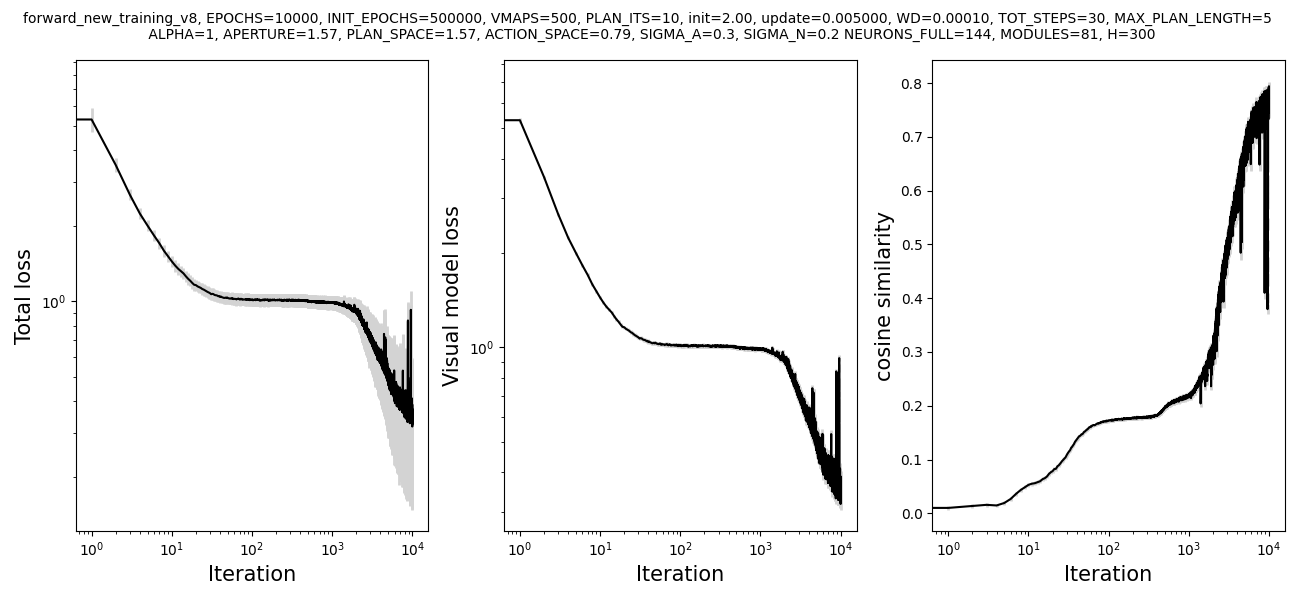 forward_new_training_v8, EPOCHS=10000, INIT_EPOCHS=500000, VMAPS=500, PLAN_ITS=10, init=2.00, update=0.005000, WD=0.00010, TOT_STEPS=30, MAX_PLAN_LENGTH=5
ALPHA=1, APERTURE=1.57, PLAN_SPACE=1.57, ACTION_SPACE=0.79, SIGMA_A=0.3, SIGMA_N=0.2 NEURONS_FULL=144, MODULES=81, H=300
Total loss
10⁰
10⁰ 10¹ 10² 10³ 10⁴
Iteration
Visual model loss
10⁰
10⁰ 10¹ 10² 10³ 10⁴
Iteration
cosine similarity
0.8
0.7
0.6
0.5
0.4
0.3
0.2
0.1
0.0
10⁰ 10¹ 10² 10³ 10⁴
Iteration